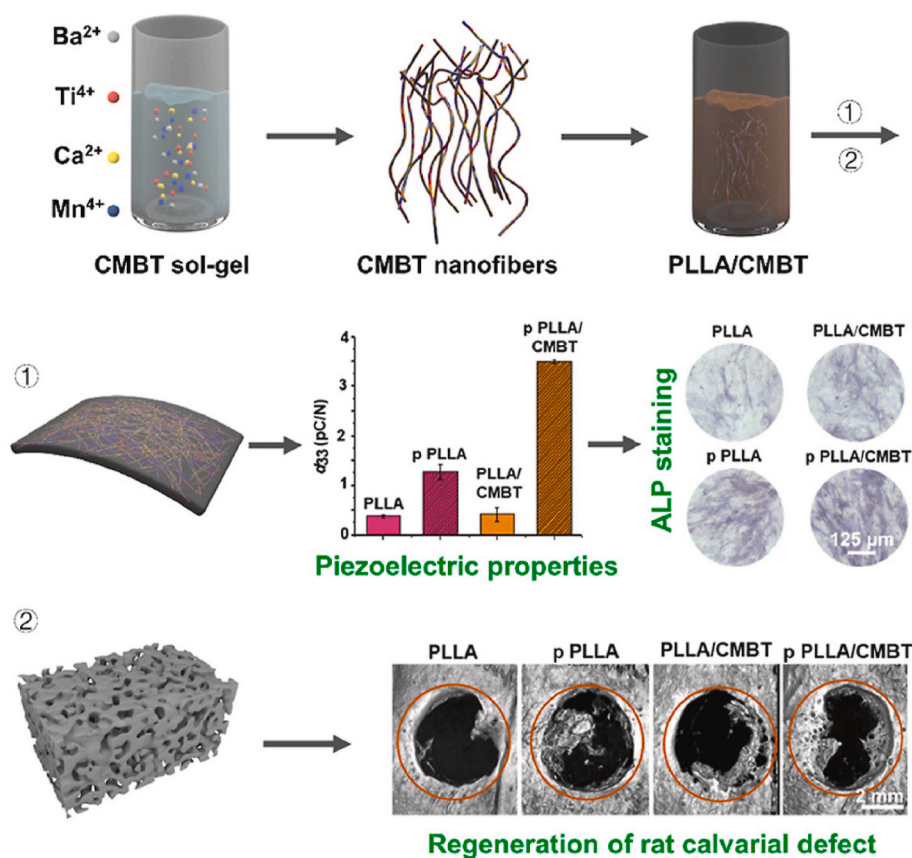 Ba²⁺
Ti⁴⁺
Ca²⁺
Mn⁴⁺
CMBT sol-gel
CMBT nanofibers
PLLA/CMBT
①
②
①
d33 (pC/N)
4
3
2
1
0
PLLA
p PLLA
PLLA/
CMBT
p PLLA/
CMBT
Piezoelectric properties
ALP staining
PLLA
PLLA/CMBT
p PLLA
p PLLA/CMBT
125 μm
②
PLLA
p PLLA
PLLA/CMBT
p PLLA/CMBT
2 mm
Regeneration of rat calvarial defect